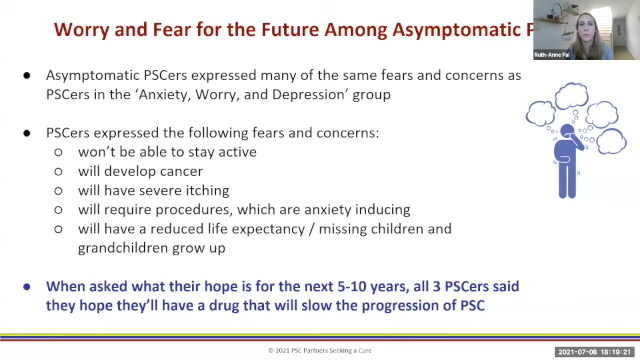 Worry and Fear for the Future Among Asymptomatic P
Ruth-Anne Pai
● Asymptomatic PSCers expressed many of the same fears and concerns as
PSCers in the ‘Anxiety, Worry, and Depression’ group
● PSCers expressed the following fears and concerns:
○ won’t be able to stay active
○ will develop cancer
○ will have severe itching
○ will require procedures, which are anxiety inducing
○ will have a reduced life expectancy / missing children and
grandchildren grow up
● When asked what their hope is for the next 5-10 years, all 3 PSCers said
they hope they’ll have a drug that will slow the progression of PSC
© 2021 PSC Partners Seeking a Cure
2021-07-08 18:19:21